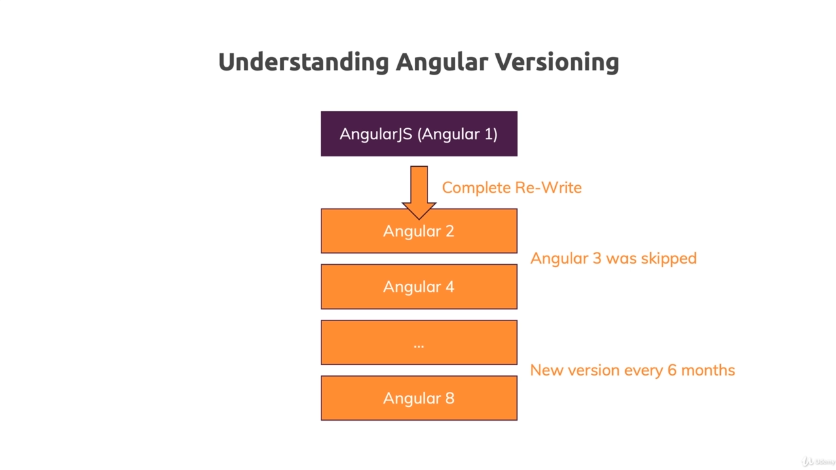 Understanding Angular Versioning
AngularJS (Angular 1)
Complete Re-Write
Angular 2
Angular 3 was skipped
Angular 4
...
New version every 6 months
Angular 8
Udemy